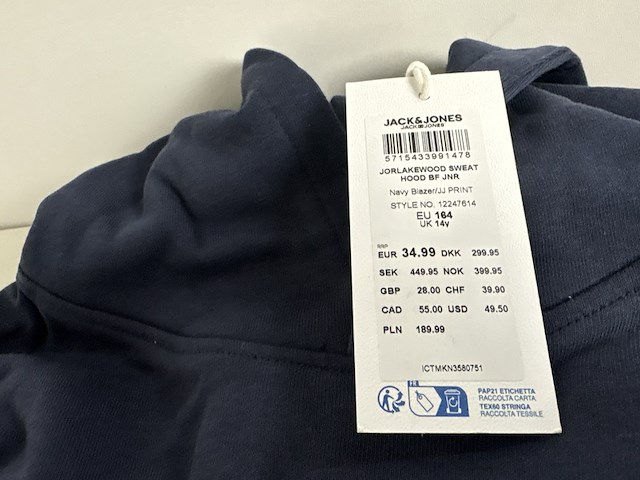 JACK&JONES
JACK&JONES
5715433991478
JORLAKEWOOD SWEAT
HOOD BF JNR
Navy Blazer/JJ PRINT
STYLE NO. 12247614
EU 164
UK 14y
RRP
EUR 34.99 DKK 299.95
SEK 449.95 NOK 399.95
GBP 28.00 CHF 39.90
CAD 55.00 USD 49.50
PLN 189.99
ICTMKN3580751
PAP21 ETICHETTA
RACCOLTA CARTA
TEX60 STRINGA
RACCOLTA TESSILE